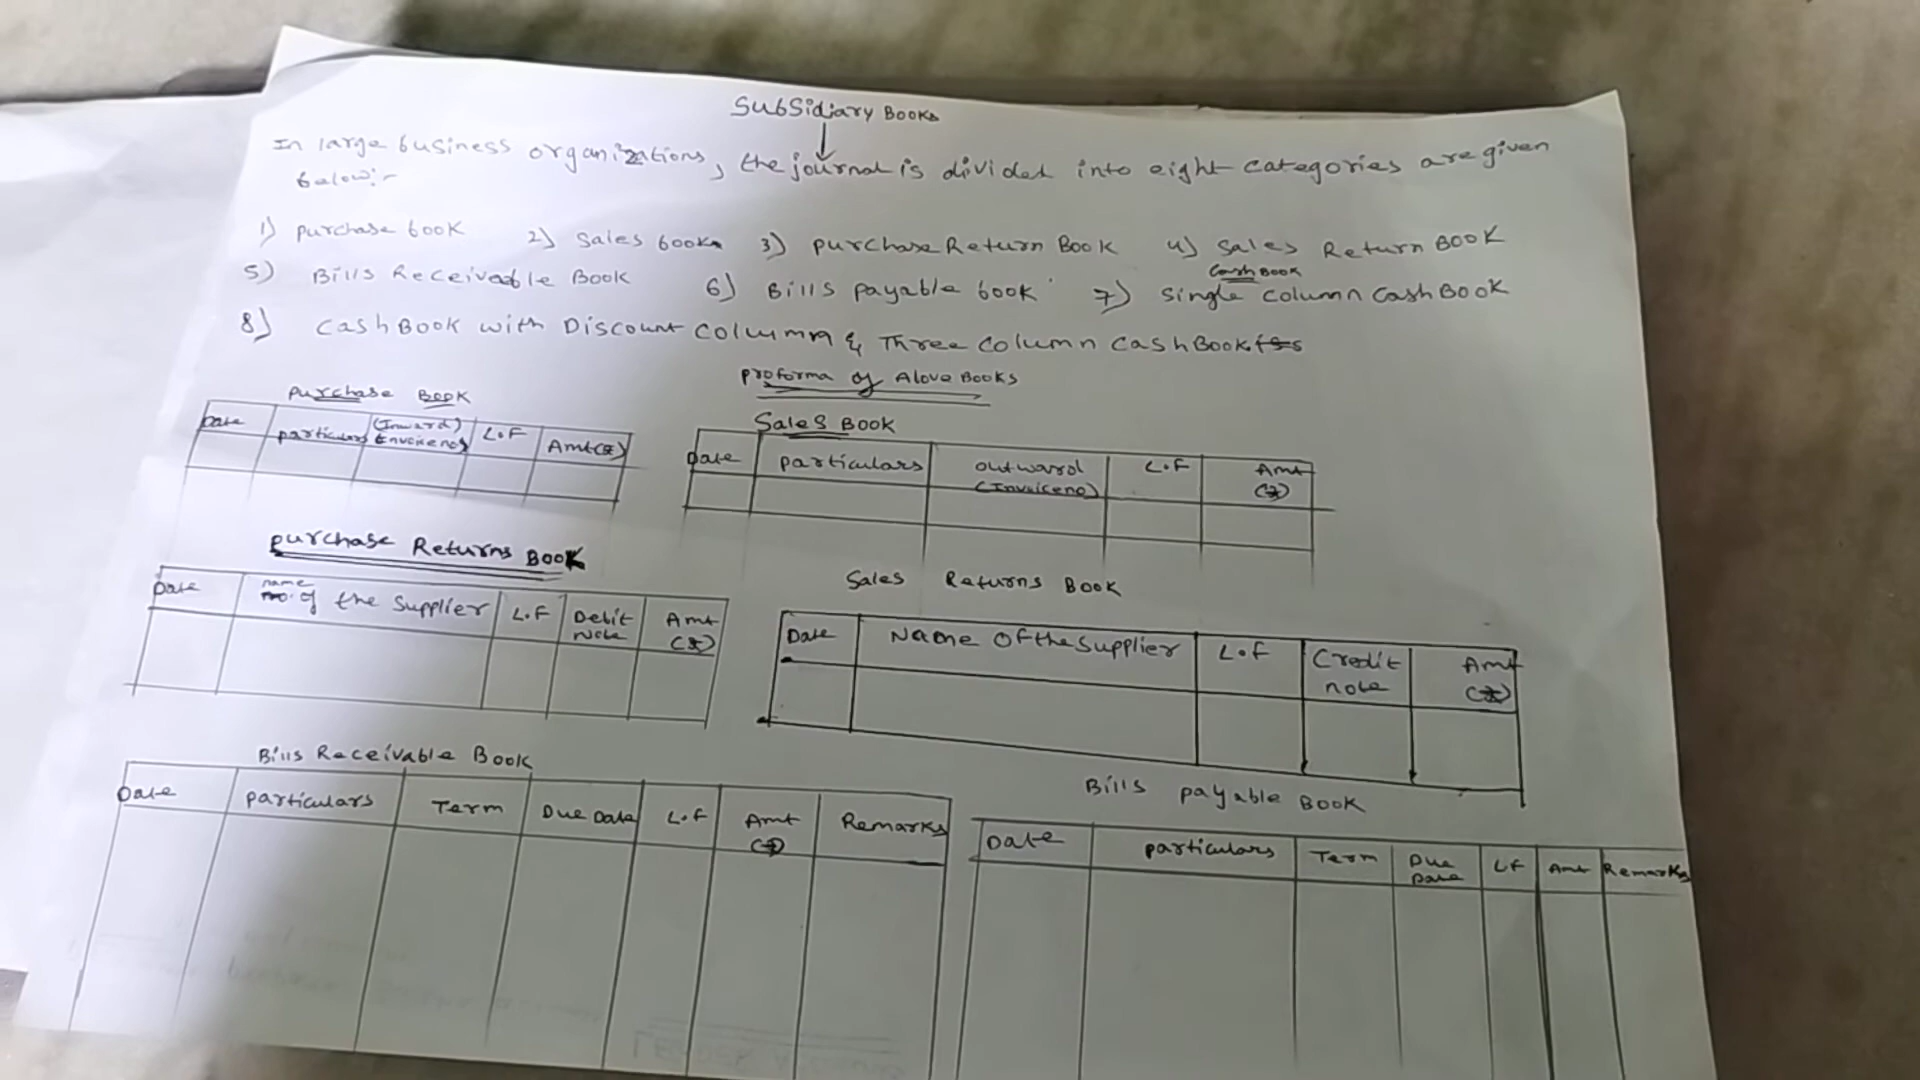 Subsidiary Books
In large business organizations, the journal is divided into eight categories are given
below:-
1) purchase book 2) Sales book 3) purchase Return Book 4) Sales Return Book
Cash Book
5) Bills Receivable Book 6) Bills payable book 7) Single column Cash Book
8) Cash Book with Discount column & Three column Cash Book
proforma of Alove Books
purchase Book
Date particulars (Inward) Invoice no L.F Amt(₹)
Sales Book
Date particulars outward (Invoice no) L.F Amt (₹)
purchase Returns Book
Date name of the Supplier L.F Debit Note Amt (₹)
Sales Returns Book
Date Name Of the Supplier L.F Credit note Amt (₹)
Bills Receivable Book
Date particulars Term Due Date L.F Amt (₹) Remarks
Bills payable Book
Date particulars Term Due Date LF Amt Remarks